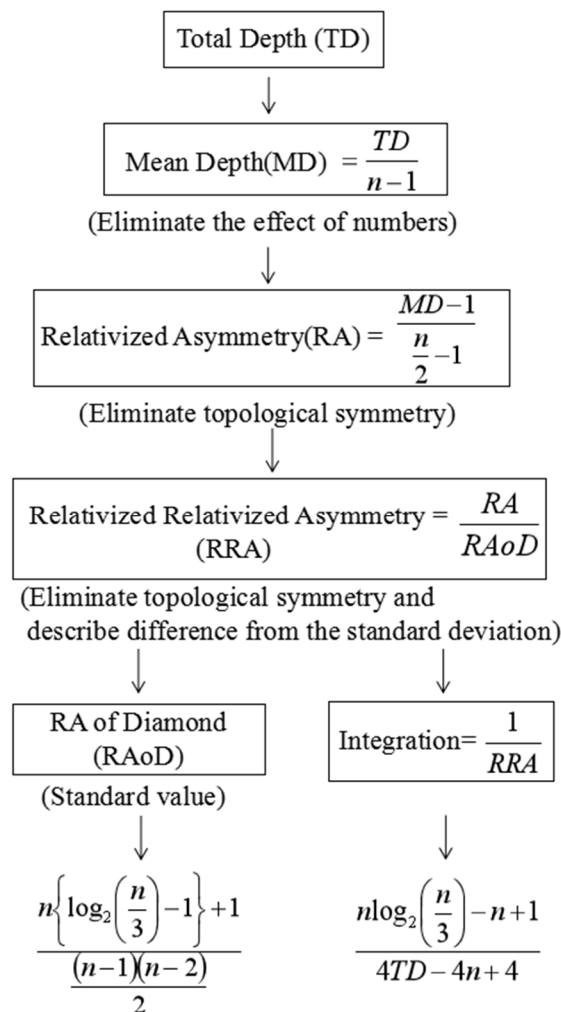 Total Depth (TD)
Mean Depth(MD) = TD/(n−1)
(Eliminate the effect of numbers)
Relativized Asymmetry(RA) = (MD−1)/(n/2 −1)
(Eliminate topological symmetry)
Relativized Relativized Asymmetry = RA/RAoD
(RRA)
(Eliminate topological symmetry and
describe difference from the standard deviation)
RA of Diamond
(RAoD)
(Standard value)
Integration= 1/RRA
n{log₂(n/3)−1}+1
(n−1)(n−2)
2
nlog₂(n/3)−n+1
4TD−4n+4